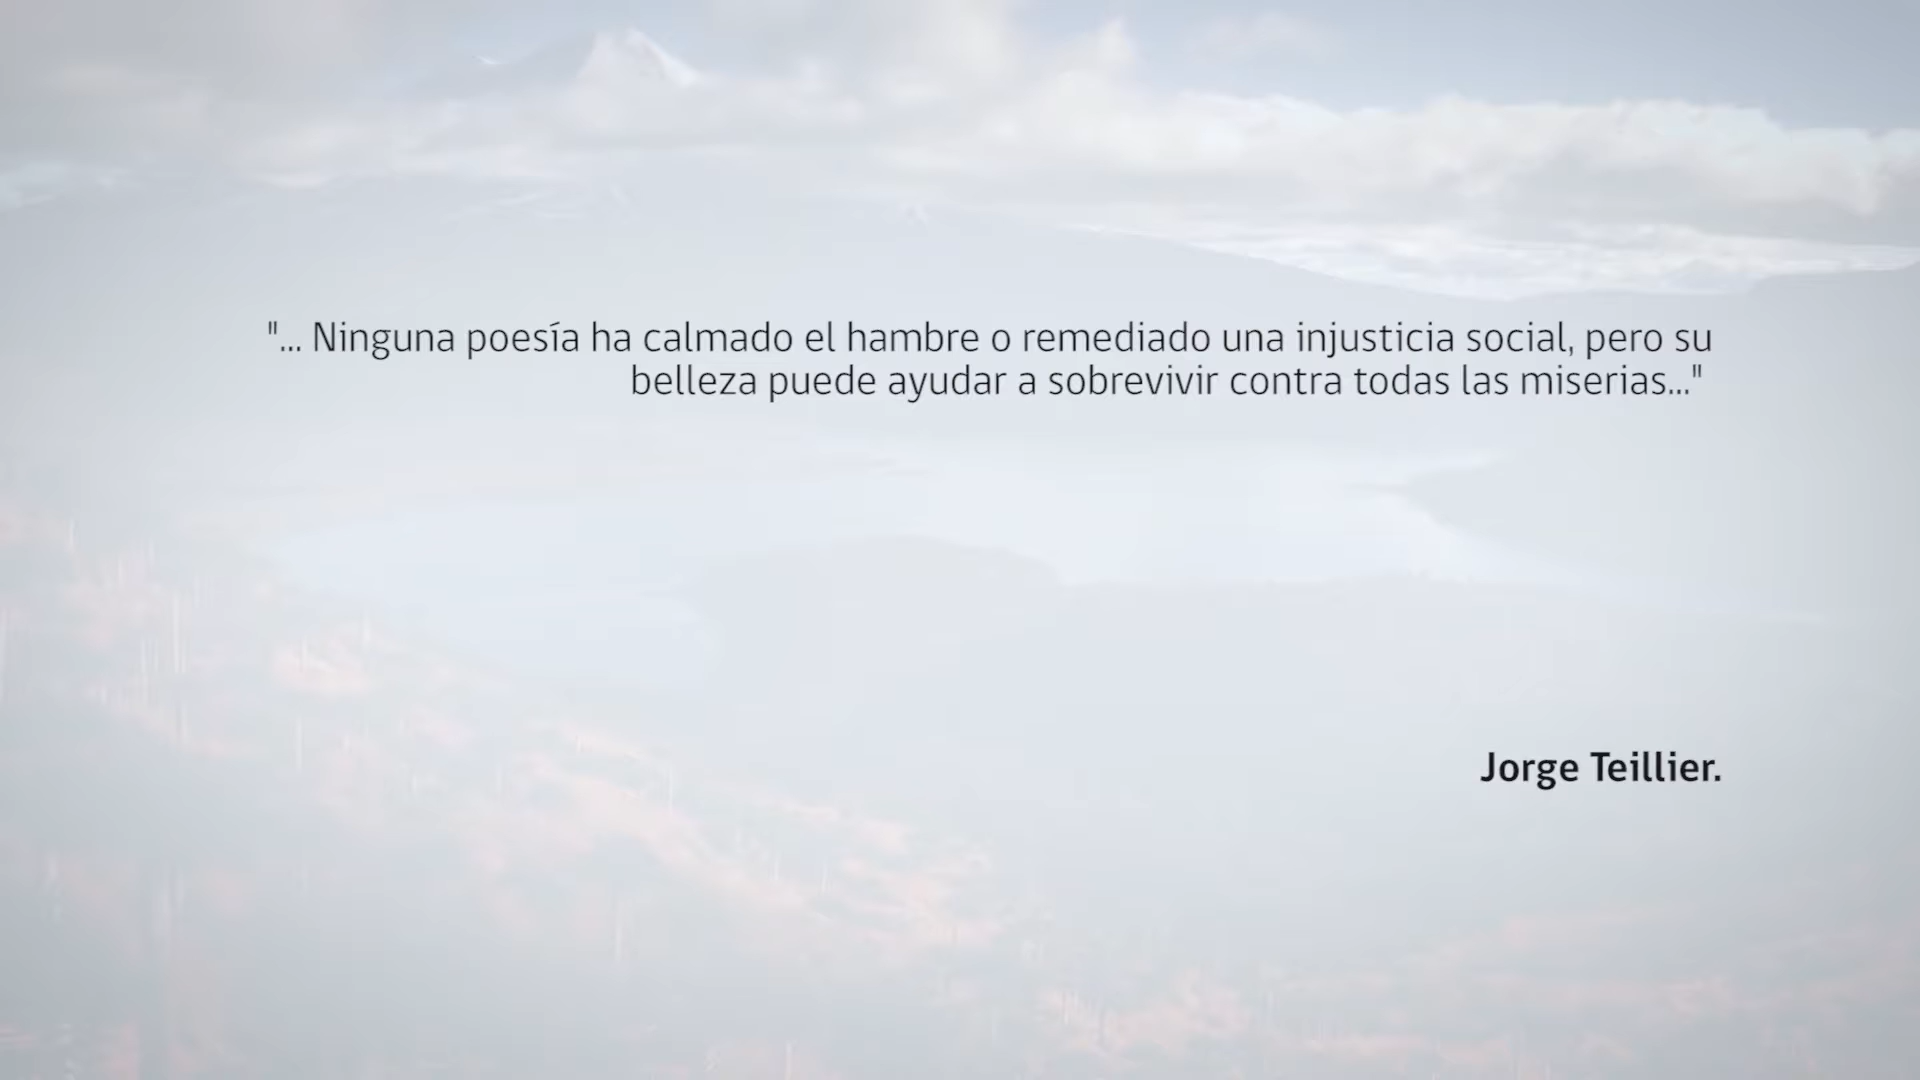 "... Ninguna poesía ha calmado el hambre o remediado una injusticia social, pero su
belleza puede ayudar a sobrevivir contra todas las miserias..."
Jorge Teillier.